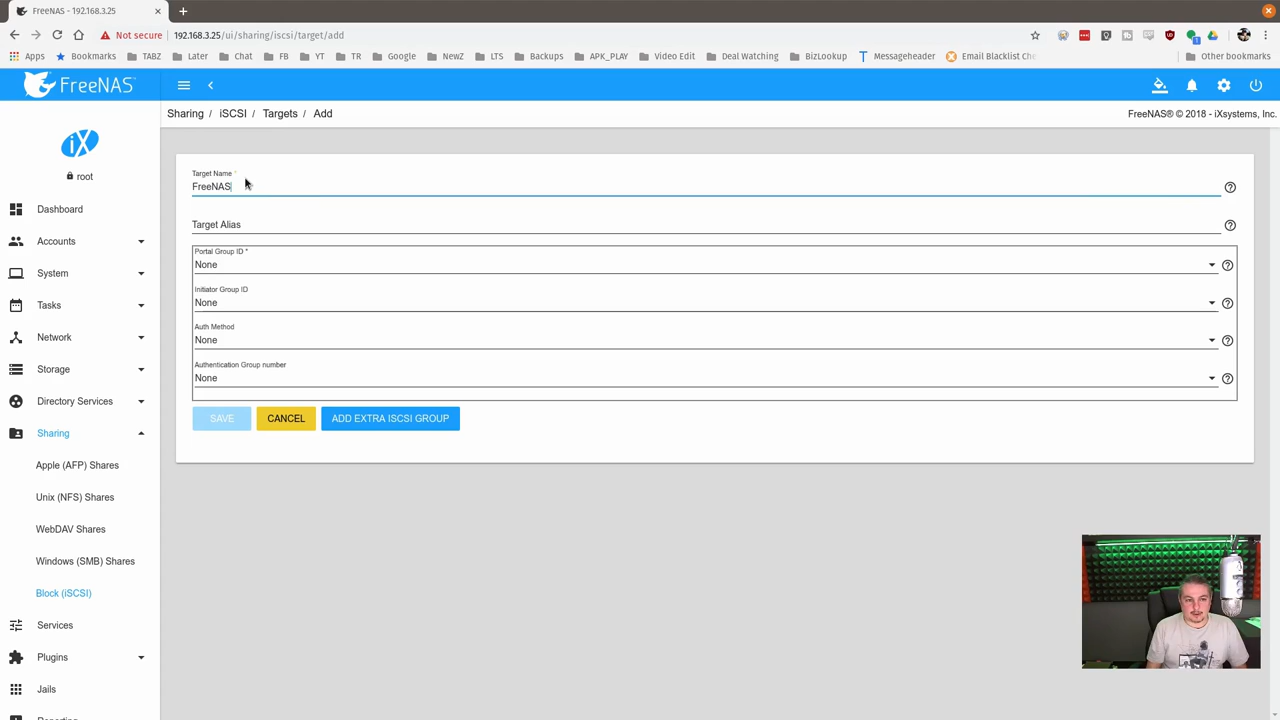 FreeNAS - 192.168.3.25
Not secure 192.168.3.25/ui/sharing/iscsi/target/add
Apps Bookmarks TABZ Later Chat FB YT TR Google NewZ LTS Backups APK_PLAY Video Edit Deal Watching BizLookup Messageheader Email Blacklist Che Other bookmarks
FreeNAS
Sharing / iSCSI / Targets / Add
FreeNAS® © 2018 - iXsystems, Inc.
iX
root
Dashboard
Accounts
System
Tasks
Network
Storage
Directory Services
Sharing
Apple (AFP) Shares
Unix (NFS) Shares
WebDAV Shares
Windows (SMB) Shares
Block (iSCSI)
Services
Plugins
Jails
Reporting
Target Name *
FreeNAS
Target Alias
Portal Group ID *
None
Initiator Group ID
None
Auth Method
None
Authentication Group number
None
SAVE CANCEL ADD EXTRA ISCSI GROUP